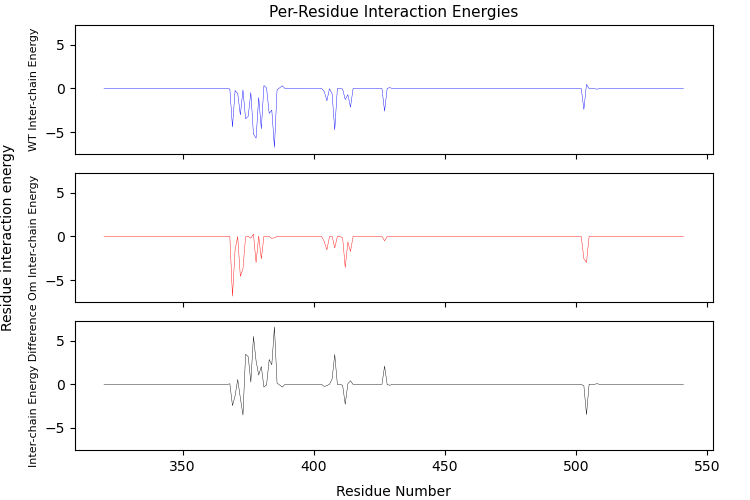 Per-Residue Interaction Energies
Residue interaction energy
WT Inter-chain Energy
5
0
−5
Om Inter-chain Energy
5
0
−5
Inter-chain Energy Difference
5
0
−5
350
400
450
500
550
Residue Number